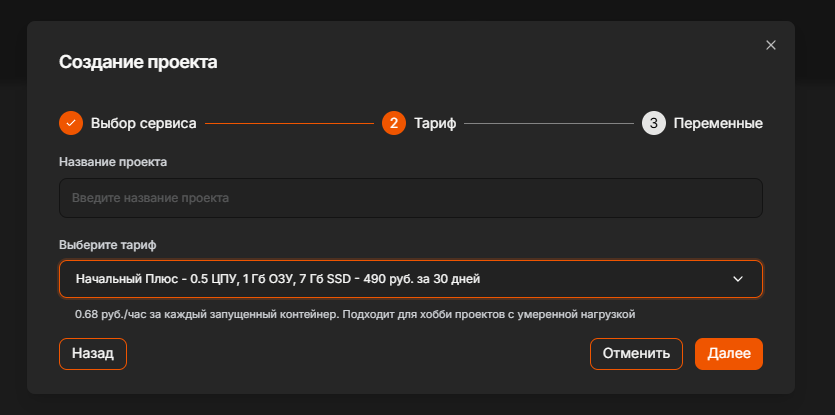 Создание проекта
Выбор сервиса 2 Тариф 3 Переменные
Название проекта
Введите название проекта
Выберите тариф
Начальный Плюс - 0.5 ЦПУ, 1 Гб ОЗУ, 7 Гб SSD - 490 руб. за 30 дней
0.68 руб./час за каждый запущенный контейнер. Подходит для хобби проектов с умеренной нагрузкой
Назад Отменить Далее